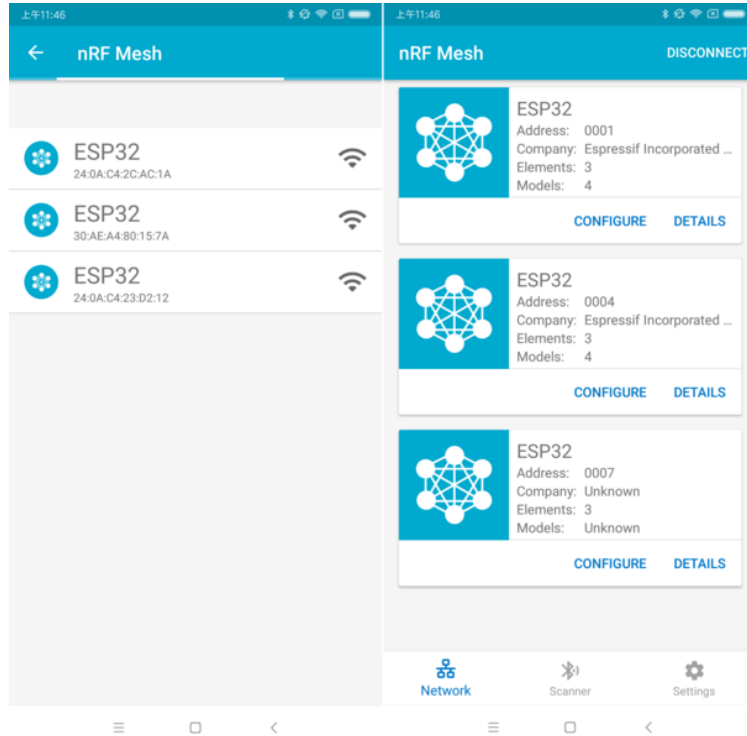 上午11:46
nRF Mesh
ESP32
24:0A:C4:2C:AC:1A
ESP32
30:AE:A4:80:15:7A
ESP32
24:0A:C4:23:D2:12
上午11:46
nRF Mesh DISCONNECT
ESP32
Address: 0001
Company: Espressif Incorporated ...
Elements: 3
Models: 4
CONFIGURE DETAILS
ESP32
Address: 0004
Company: Espressif Incorporated ...
Elements: 3
Models: 4
CONFIGURE DETAILS
ESP32
Address: 0007
Company: Unknown
Elements: 3
Models: Unknown
CONFIGURE DETAILS
Network Scanner Settings